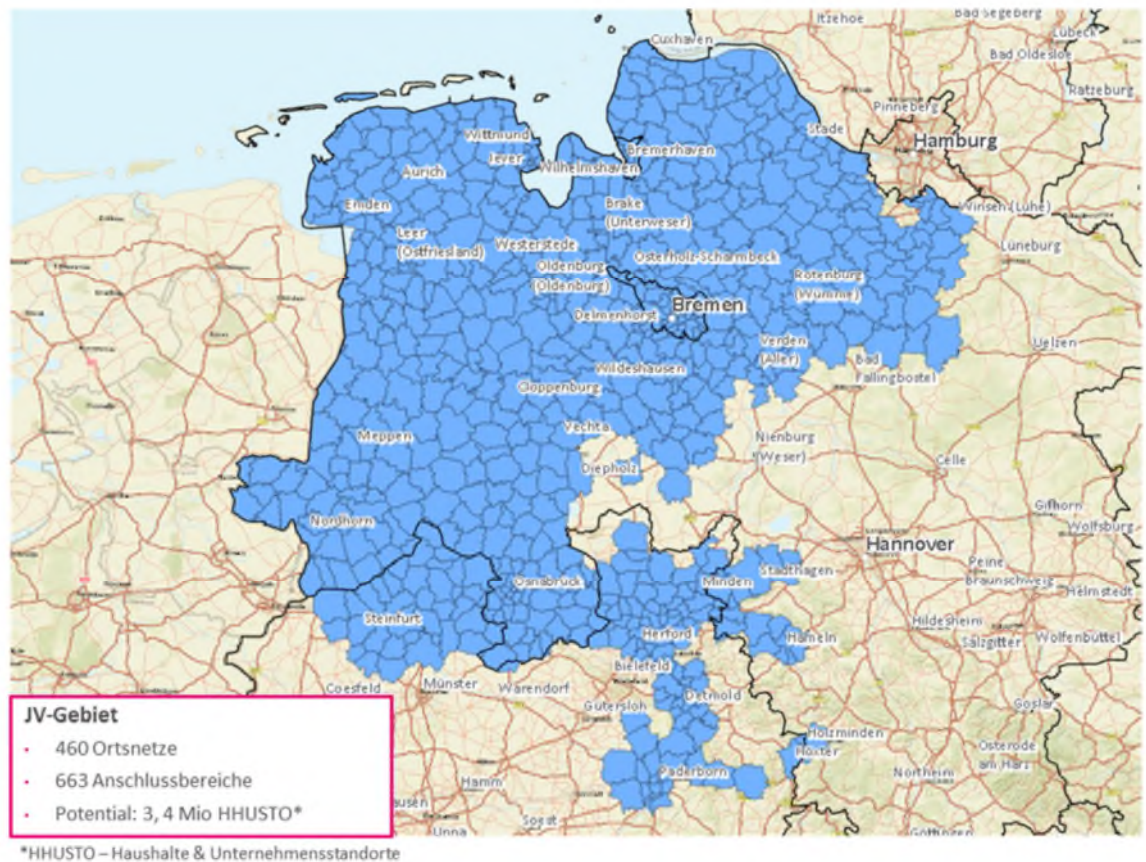 Itzehoe
Bad Segeberg
Lübeck
Cuxhaven
Bad Oldesloe
Ratzeburg
Pinneberg
Stade
Hamburg
Wittmund
Jever
Bremerhaven
Wilhelmshaven
Aurich
Emden
Brake
(Unterweser)
Winsen (Luhe)
Leer
(Ostfriesland)
Westerstede
Osterholz-Scharmbeck
Lüneburg
Oldenburg
(Oldenburg)
Rotenburg
(Wümme)
Bremen
Delmenhorst
Verden
(Aller)
Uelzen
Wildeshausen
Bad
Fallingbostel
Cloppenburg
Vechta
Meppen
Nienburg
(Weser)
Diepholz
Celle
Gifhorn
Wolfsburg
Nordhorn
Hannover
Peine
Braunschweig
Helmstedt
Osnabrück
Minden
Stadthagen
Steinfurt
Hildesheim
Salzgitter
Wolfenbüttel
Herford
Hameln
Bielefeld
Coesfeld
Münster
Warendorf
Detmold
Gütersloh
Goslar
Holzminden
Höxter
Osterode
am Harz
Paderborn
Northeim
Hamm
Soest
Unna
Göttingen
JV-Gebiet
• 460 Ortsnetze
• 663 Anschlussbereiche
• Potential: 3, 4 Mio HHUSTO*
*HHUSTO – Haushalte & Unternehmensstandorte